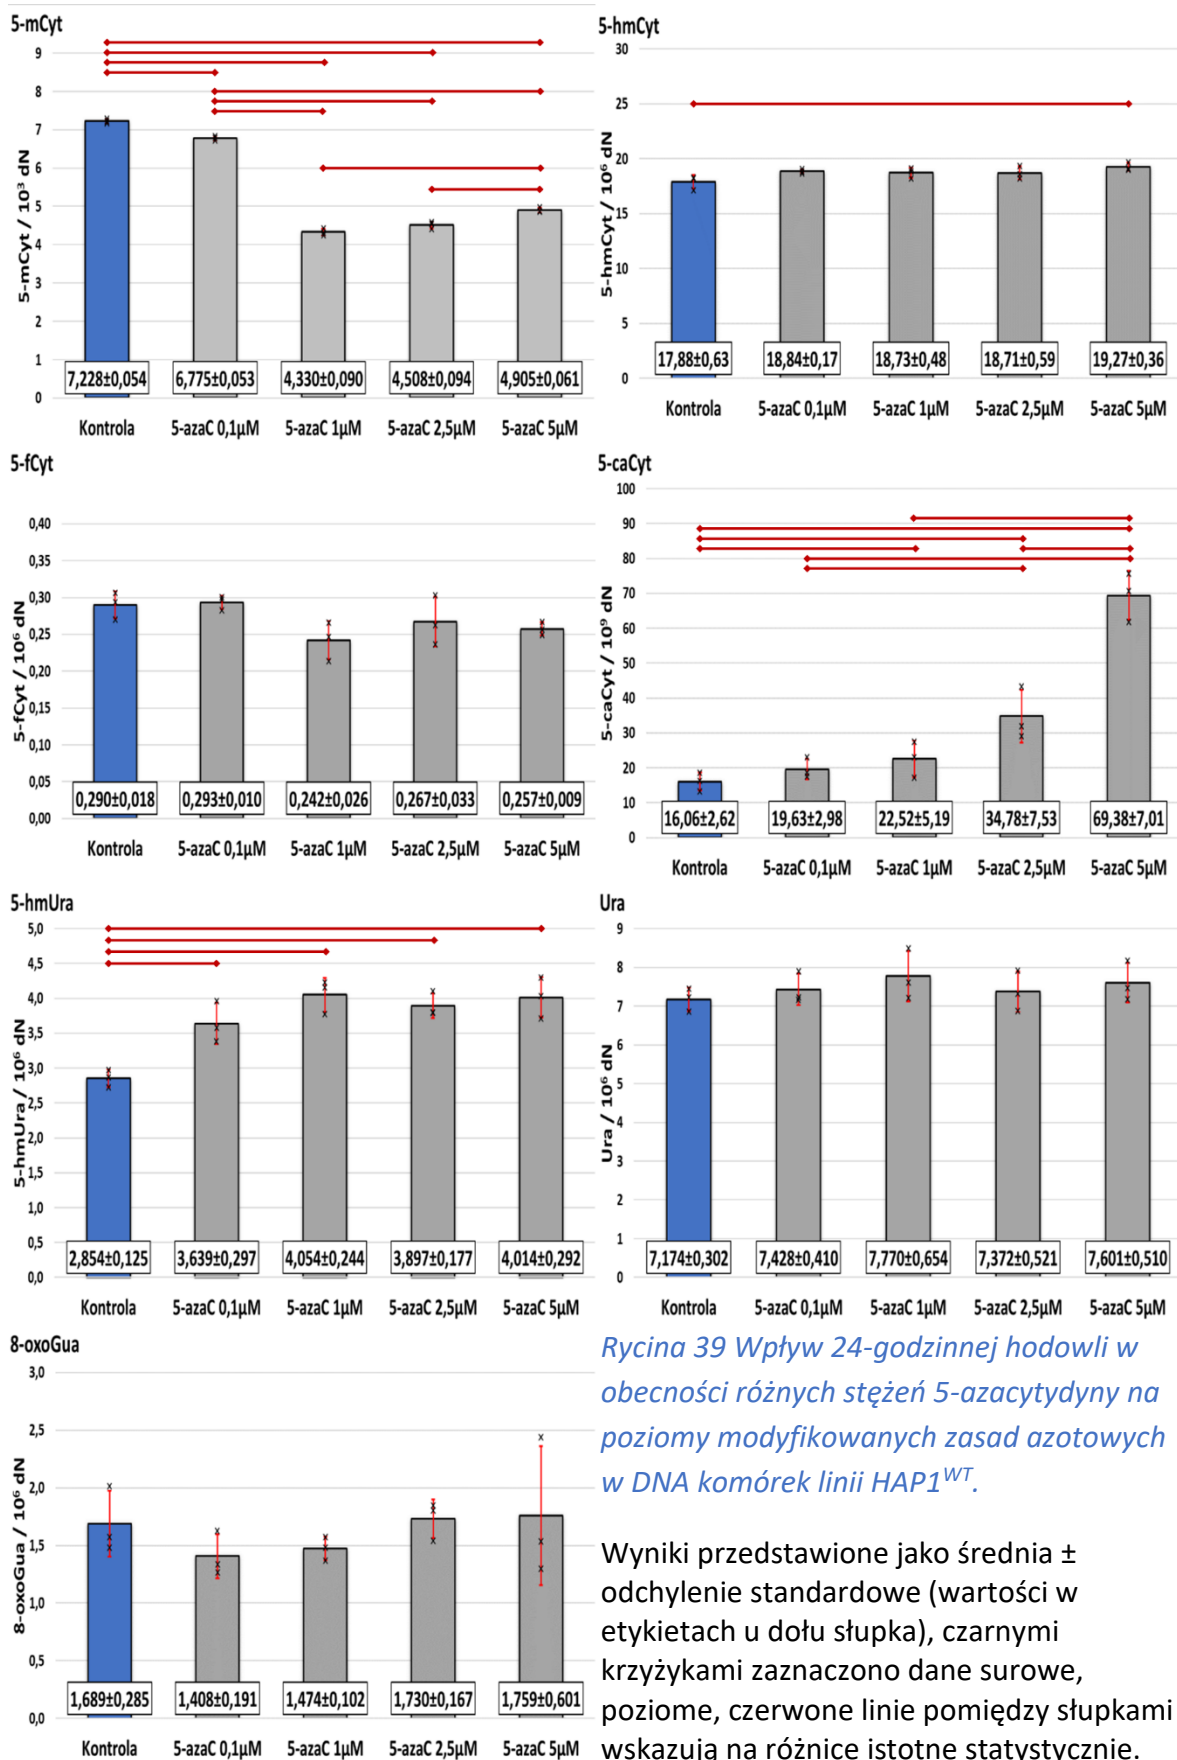 5-mCyt
5-mCyt / 10³ dN
9
8
7
6
5
4
3
2
1
0
7,228±0,054 6,775±0,053 4,330±0,090 4,508±0,094 4,905±0,061
Kontrola 5-azaC 0,1µM 5-azaC 1µM 5-azaC 2,5µM 5-azaC 5µM
5-hmCyt
5-hmCyt / 10⁶ dN
30
25
20
15
10
5
0
17,88±0,63 18,84±0,17 18,73±0,48 18,71±0,59 19,27±0,36
Kontrola 5-azaC 0,1µM 5-azaC 1µM 5-azaC 2,5µM 5-azaC 5µM
5-fCyt
5-fCyt / 10⁶ dN
0,40
0,35
0,30
0,25
0,20
0,15
0,10
0,05
0,00
0,290±0,018 0,293±0,010 0,242±0,026 0,267±0,033 0,257±0,009
Kontrola 5-azaC 0,1µM 5-azaC 1µM 5-azaC 2,5µM 5-azaC 5µM
5-caCyt
5-caCyt / 10⁹ dN
100
90
80
70
60
50
40
30
20
10
0
16,06±2,62 19,63±2,98 22,52±5,19 34,78±7,53 69,38±7,01
Kontrola 5-azaC 0,1µM 5-azaC 1µM 5-azaC 2,5µM 5-azaC 5µM
5-hmUra
5-hmUra / 10⁶ dN
5,0
4,5
4,0
3,5
3,0
2,5
2,0
1,5
1,0
0,5
0,0
2,854±0,125 3,639±0,297 4,054±0,244 3,897±0,177 4,014±0,292
Kontrola 5-azaC 0,1µM 5-azaC 1µM 5-azaC 2,5µM 5-azaC 5µM
Ura
Ura / 10⁶ dN
9
8
7
6
5
4
3
2
1
0
7,174±0,302 7,428±0,410 7,770±0,654 7,372±0,521 7,601±0,510
Kontrola 5-azaC 0,1µM 5-azaC 1µM 5-azaC 2,5µM 5-azaC 5µM
8-oxoGua
8-oxoGua / 10⁶ dN
3,0
2,5
2,0
1,5
1,0
0,5
0,0
1,689±0,285 1,408±0,191 1,474±0,102 1,730±0,167 1,759±0,601
Kontrola 5-azaC 0,1µM 5-azaC 1µM 5-azaC 2,5µM 5-azaC 5µM
Rycina 39 Wpływ 24-godzinnej hodowli w
obecności różnych stężeń 5-azacytydyny na
poziomy modyfikowanych zasad azotowych
w DNA komórek linii HAP1ᵂᵀ.
Wyniki przedstawione jako średnia ±
odchylenie standardowe (wartości w
etykietach u dołu słupka), czarnymi
krzyżykami zaznaczono dane surowe,
poziome, czerwone linie pomiędzy słupkami
wskazują na różnice istotne statystycznie.